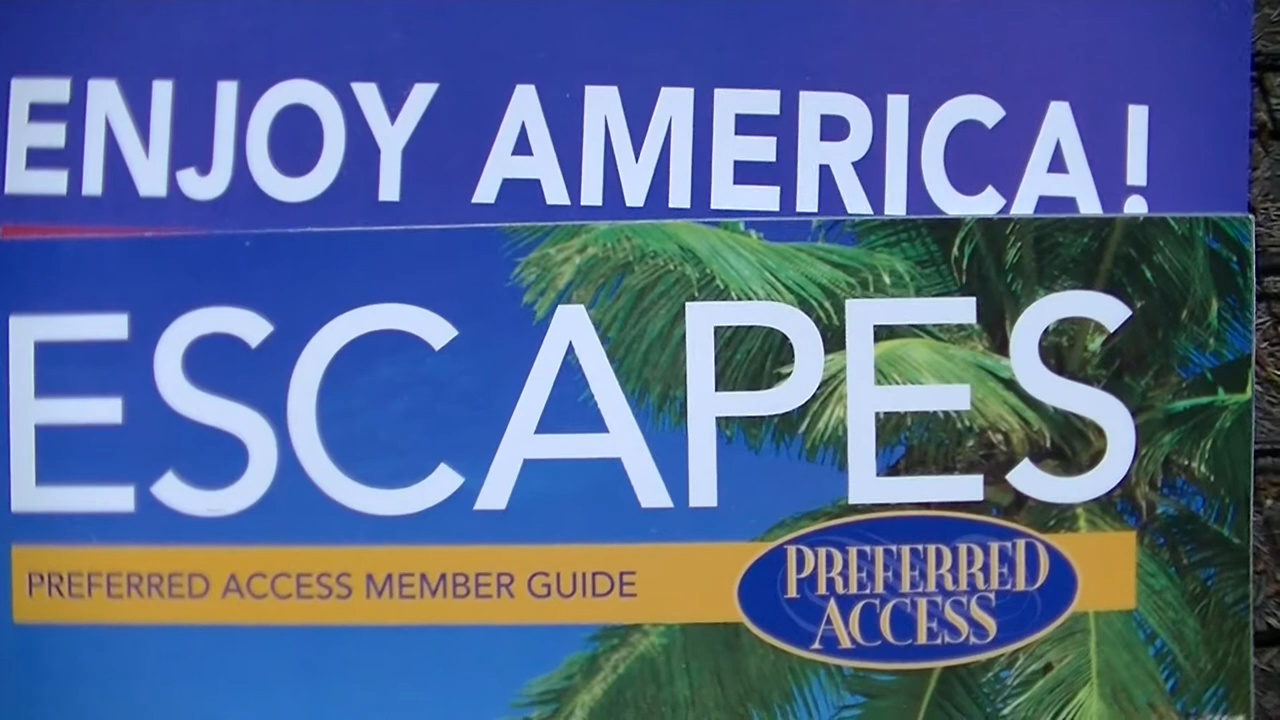 ENJOY AMERICA!
ESCAPES
PREFERRED ACCESS MEMBER GUIDE
PREFERRED
ACCESS